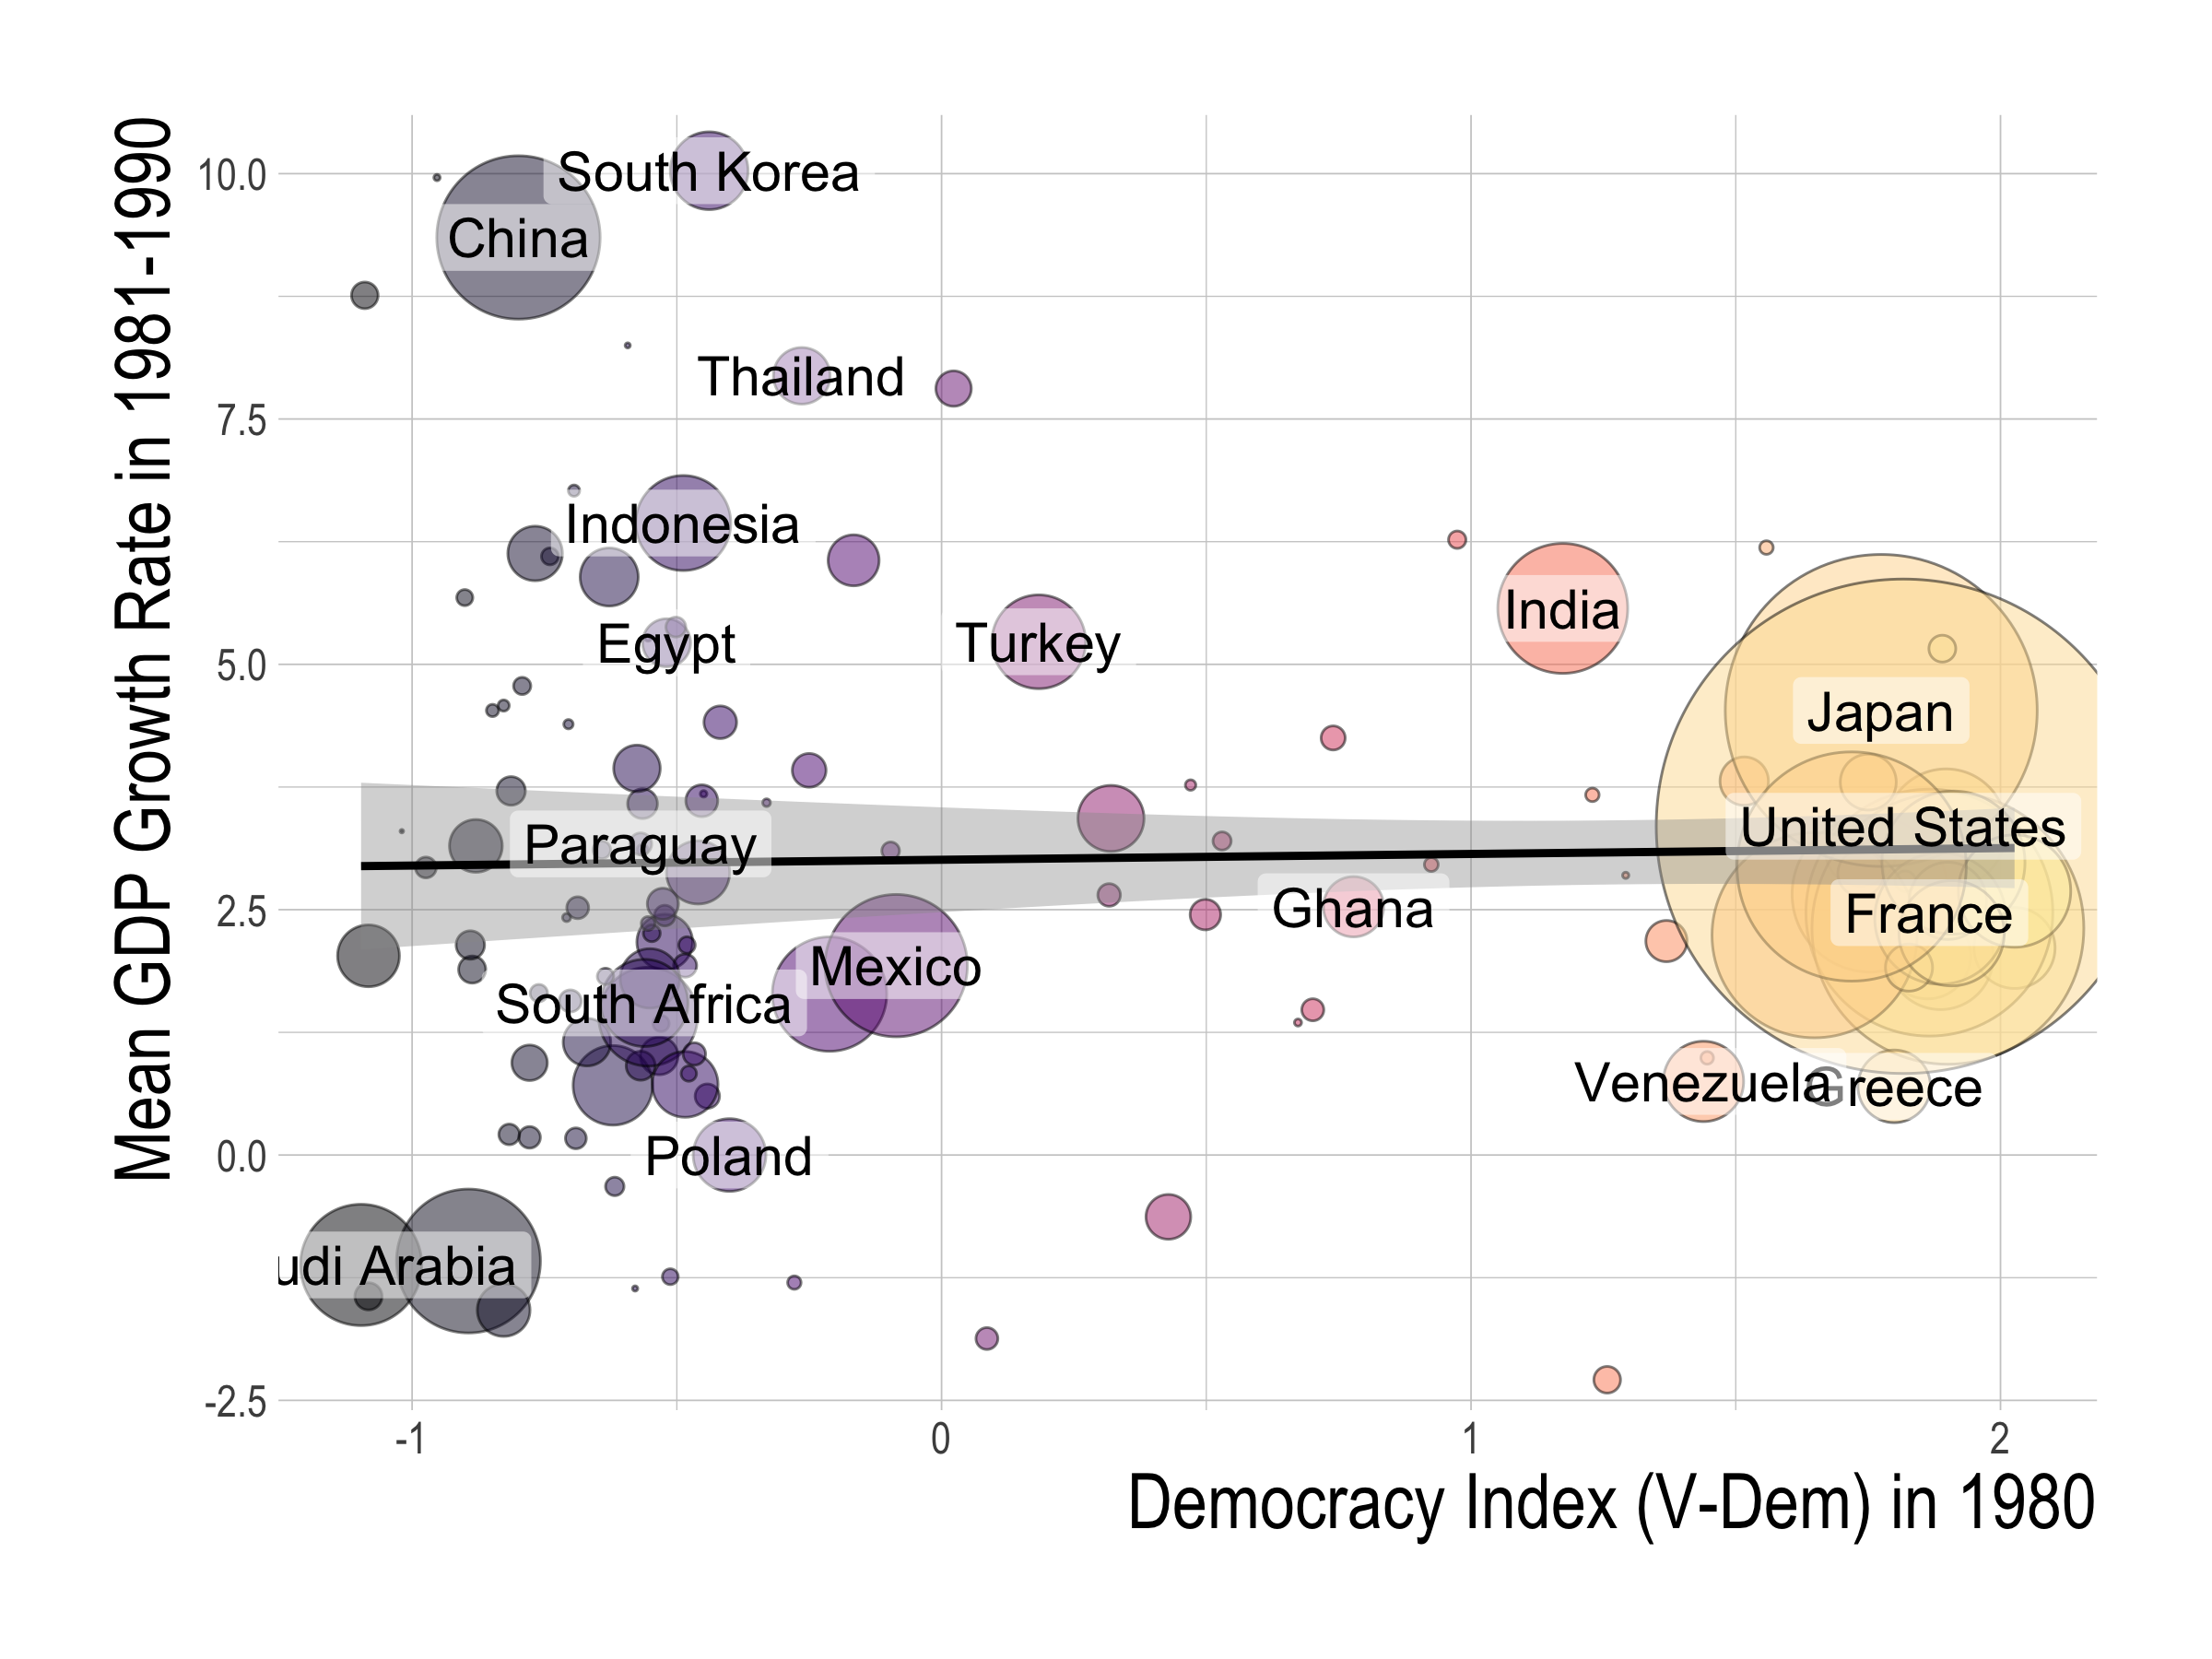 Mean GDP Growth Rate in 1981-1990
10.0
7.5
5.0
2.5
0.0
-2.5
South Korea
China
Thailand
Indonesia
Egypt
Turkey
India
Japan
United States
Paraguay
France
Ghana
Mexico
South Africa
Venezuela
Greece
Poland
udi Arabia
-1
0
1
2
Democracy Index (V-Dem) in 1980